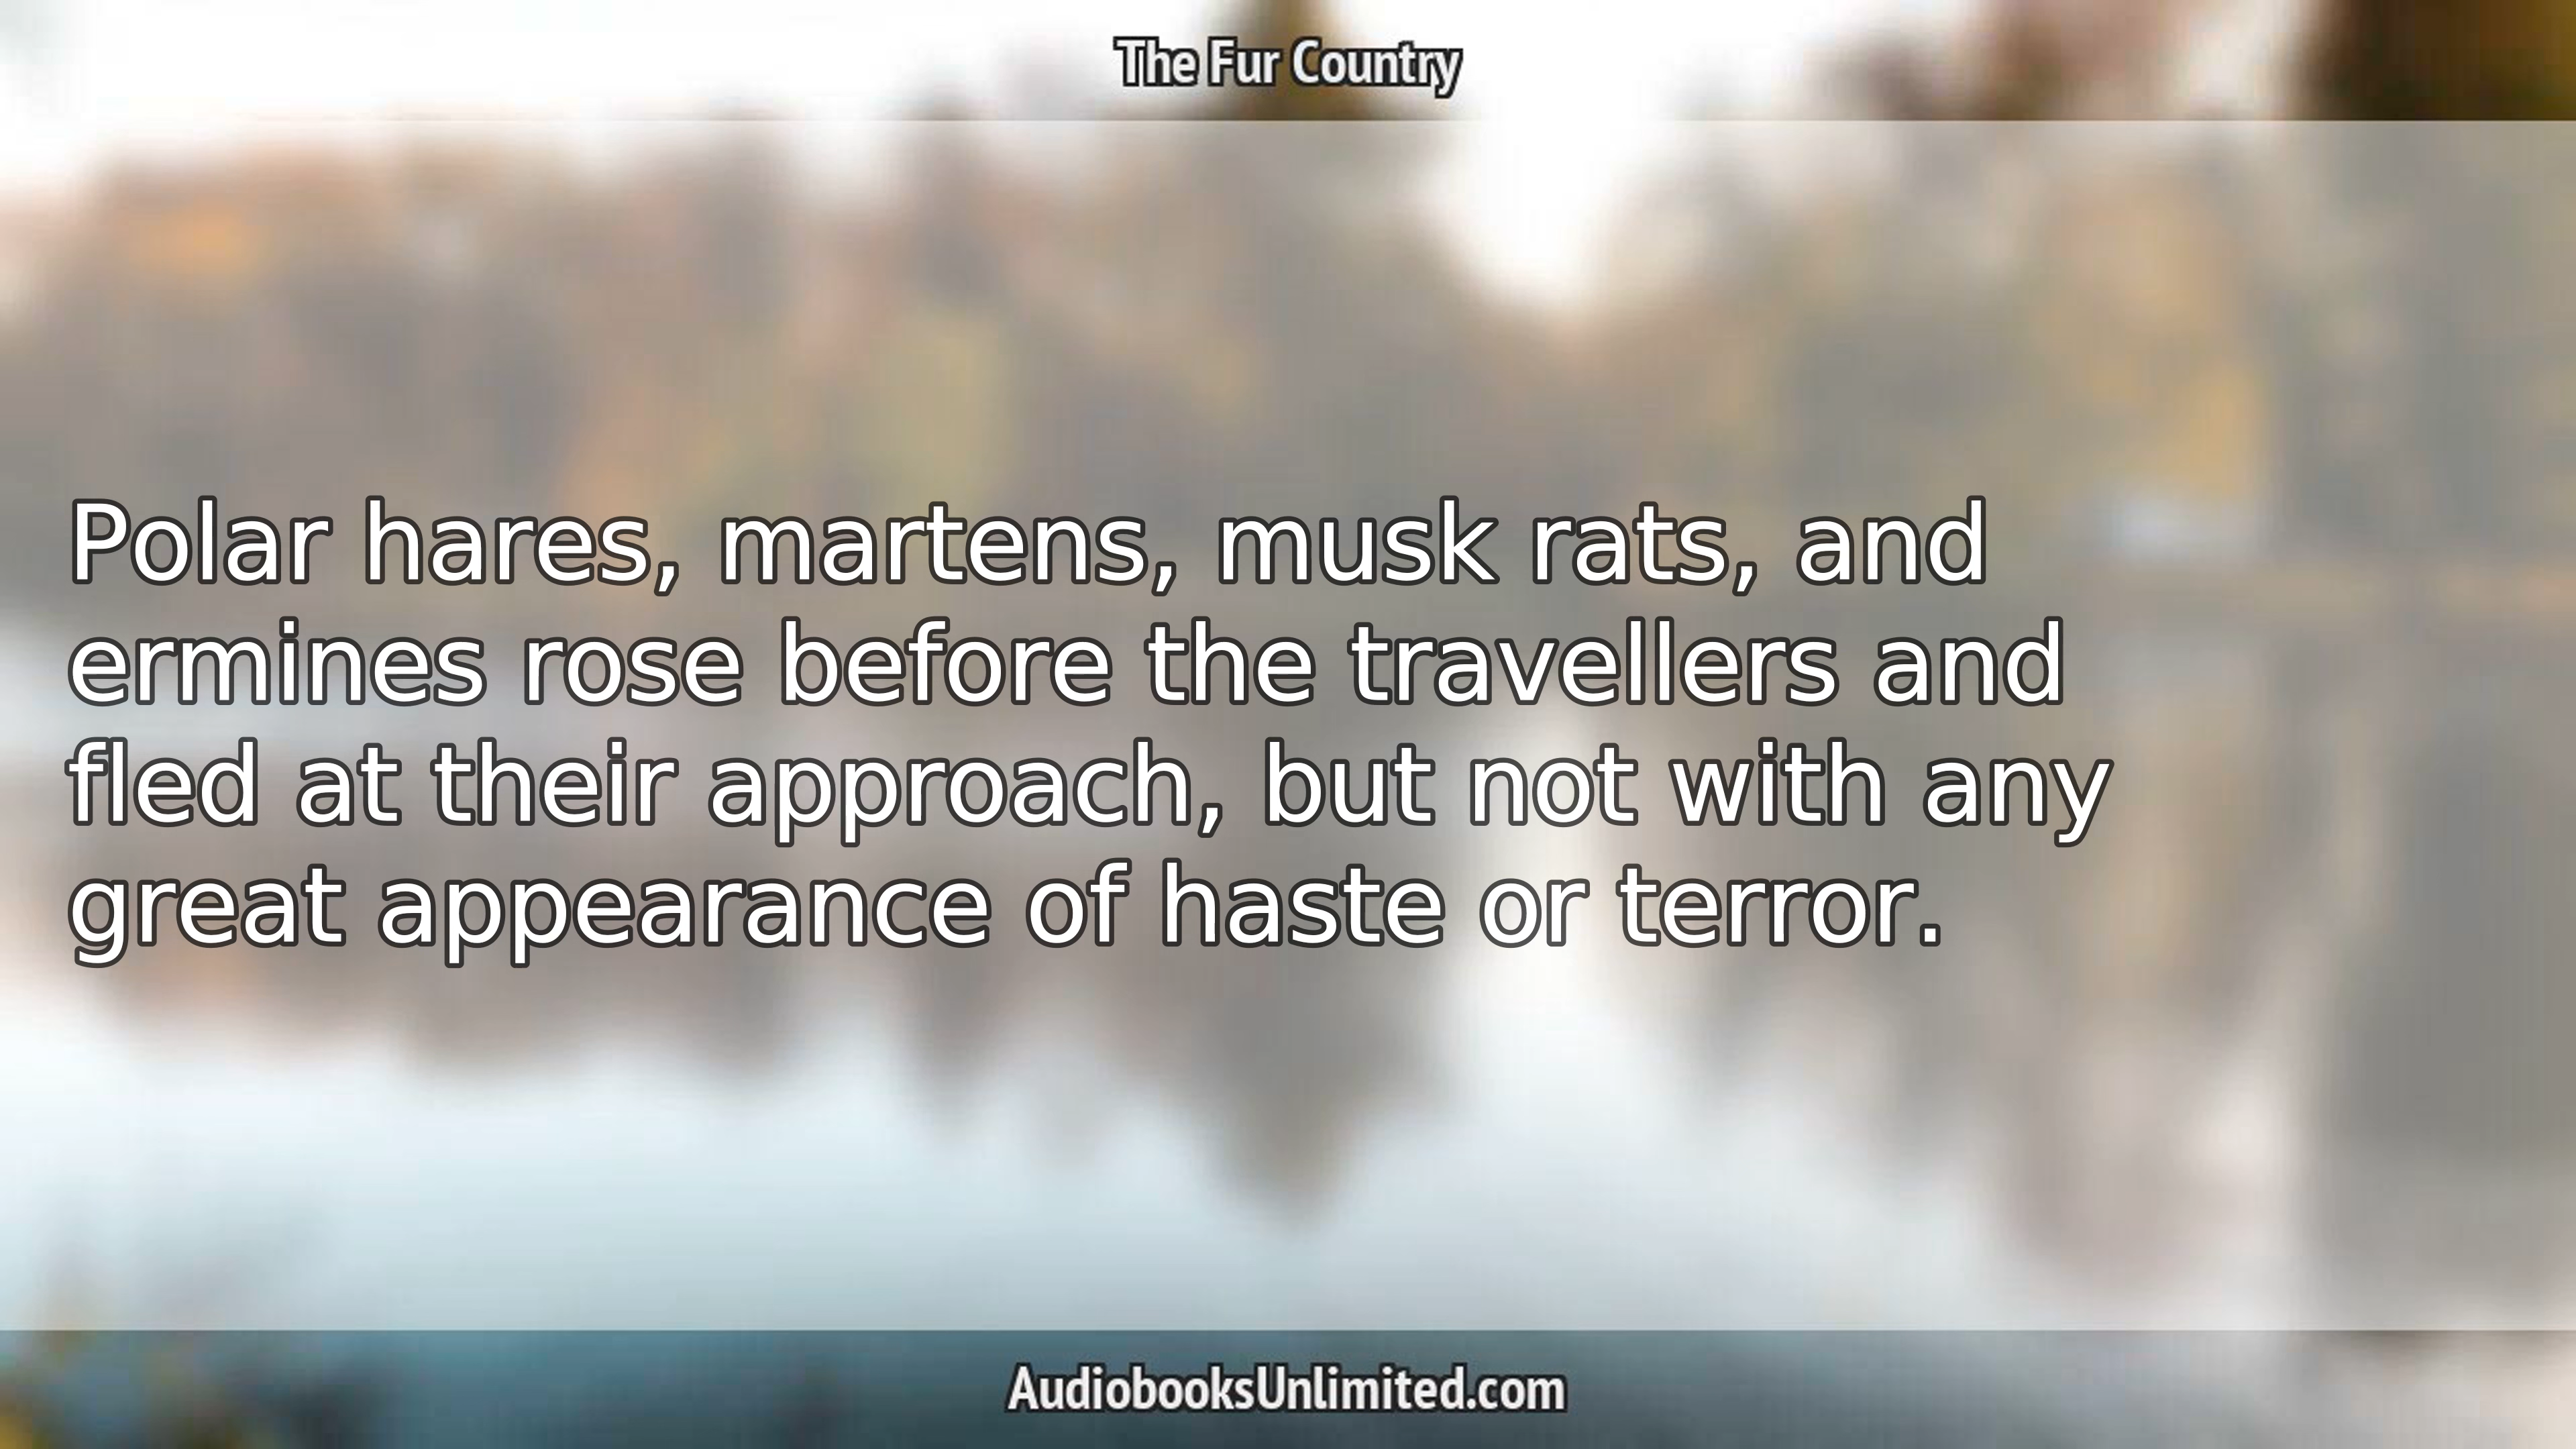 The Fur Country
Polar hares, martens, musk rats, and
ermines rose before the travellers and
fled at their approach, but not with any
great appearance of haste or terror.
AudiobooksUnlimited.com